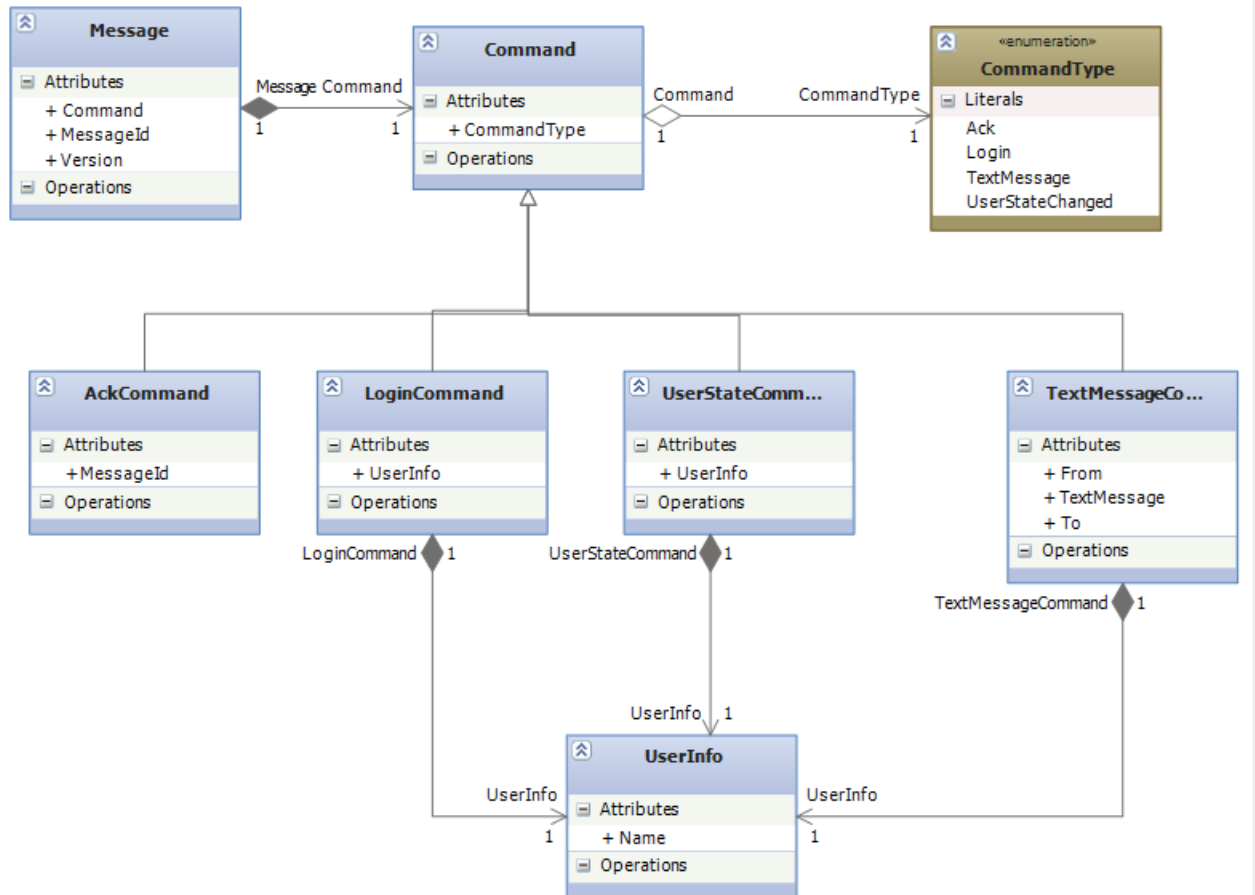 Message
Attributes
+ Command
+ MessageId
+ Version
Operations
Message Command
1 1
Command
Attributes
+ CommandType
Operations
Command CommandType
1 1
«enumeration»
CommandType
Literals
Ack
Login
TextMessage
UserStateChanged
AckCommand
Attributes
+ MessageId
Operations
LoginCommand
Attributes
+ UserInfo
Operations
UserStateComm...
Attributes
+ UserInfo
Operations
TextMessageCo...
Attributes
+ From
+ TextMessage
+ To
Operations
LoginCommand 1
UserStateCommand 1
TextMessageCommand 1
UserInfo 1
UserInfo
1
UserInfo
1
UserInfo
Attributes
+ Name
Operations